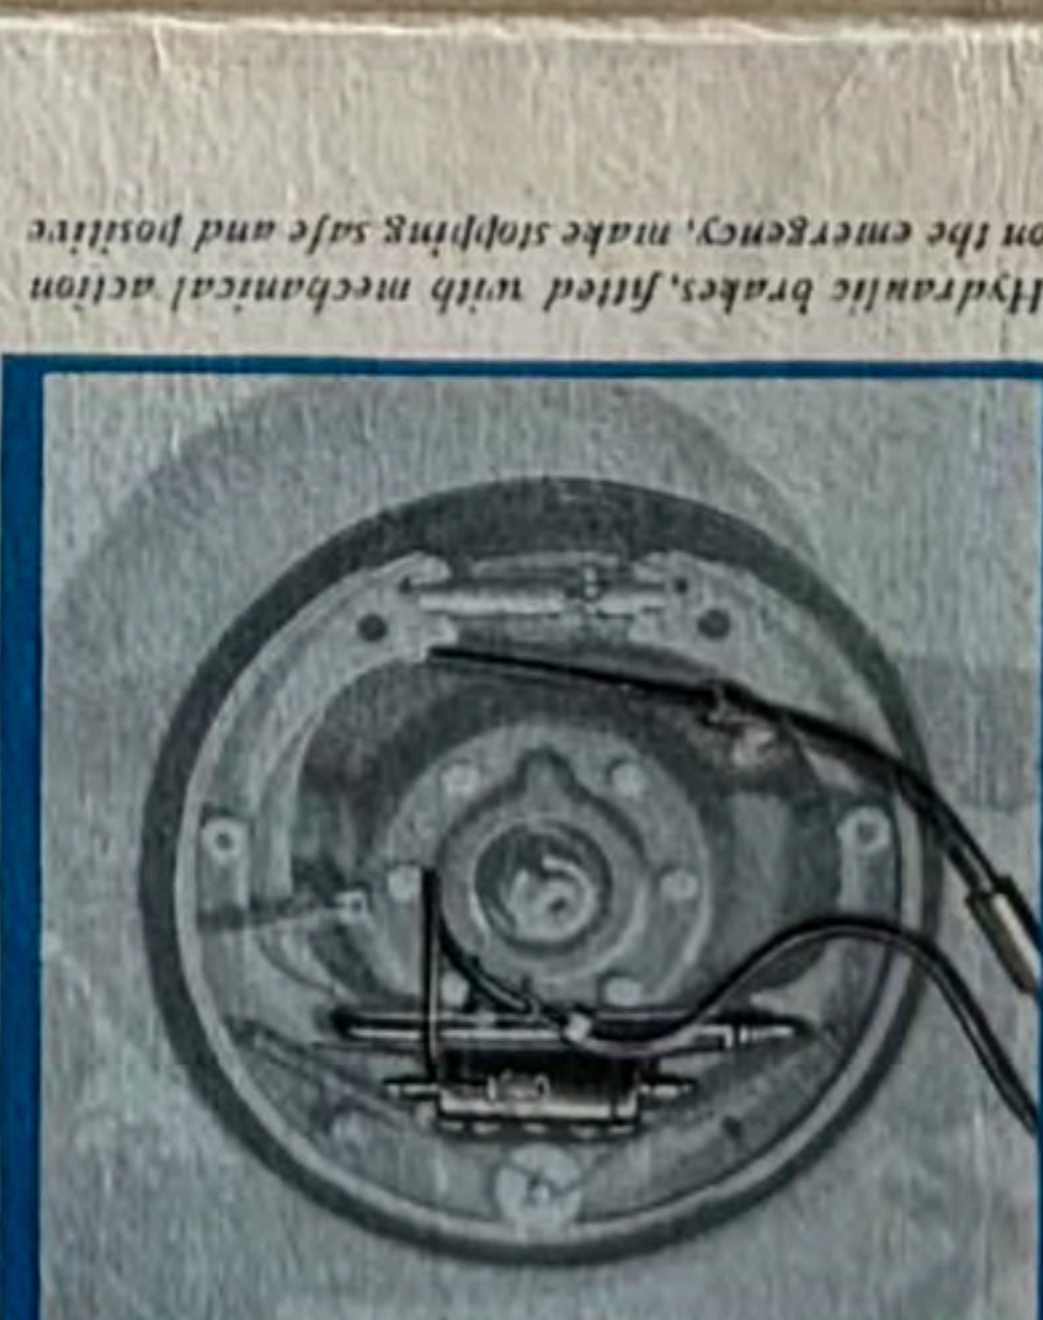 Hydraulic brakes, fitted with mechanical action
on the emergency, make stopping safe and positive